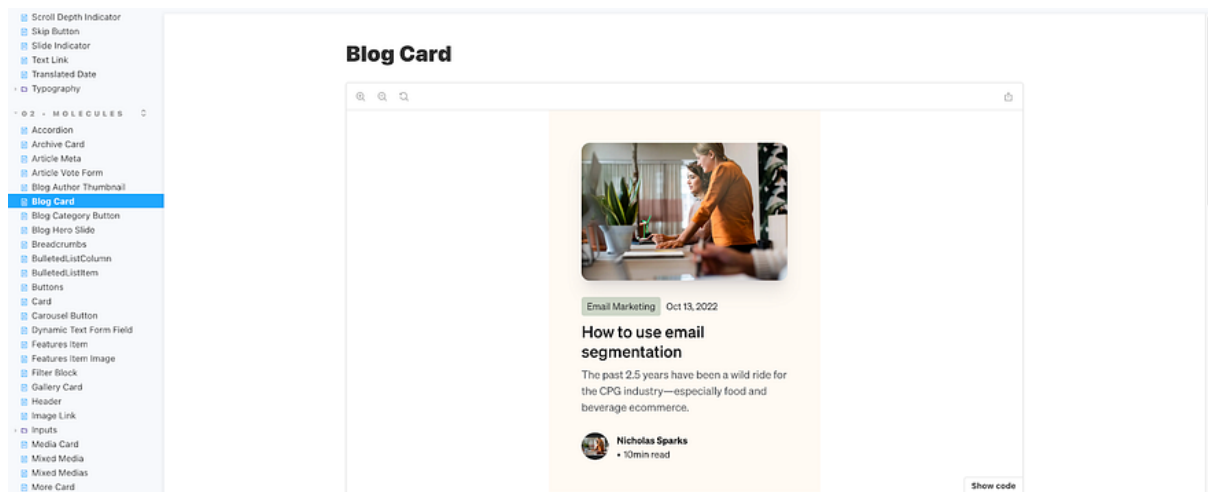 Scroll Depth Indicator
Skip Button
Slide Indicator
Text Link
Translated Date
Typography
02 • MOLECULES
Accordion
Archive Card
Article Meta
Article Vote Form
Blog Author Thumbnail
Blog Card
Blog Category Button
Blog Hero Slide
Breadcrumbs
BulletedListColumn
BulletedListItem
Buttons
Card
Carousel Button
Dynamic Text Form Field
Features Item
Features Item Image
Filter Block
Gallery Card
Header
Image Link
Inputs
Media Card
Mixed Media
Mixed Medias
More Card
Blog Card
Email Marketing Oct 13, 2022
How to use email
segmentation
The past 2.5 years have been a wild ride for
the CPG industry—especially food and
beverage ecommerce.
Nicholas Sparks
• 10min read
Show code